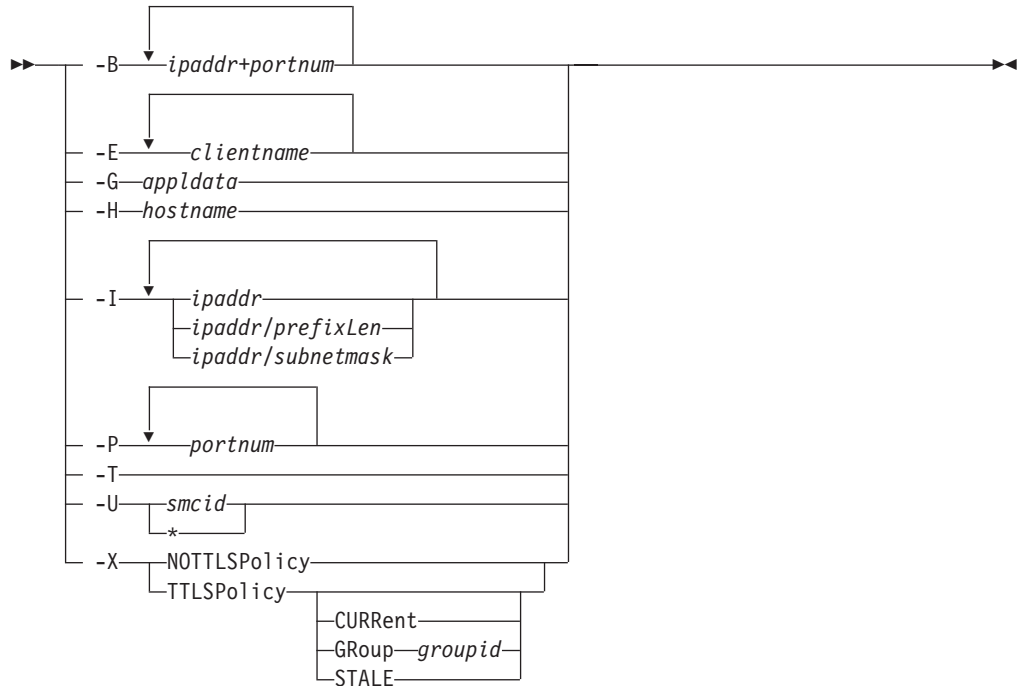 -B ipaddr+portnum
-E clientname
-G appldata
-H hostname
-I ipaddr
ipaddr/prefixLen
ipaddr/subnetmask
-P portnum
-T
-U smcid
*
-X NOTTLSPolicy
TTLSPolicy
CURRent
GRoup groupid
STALE